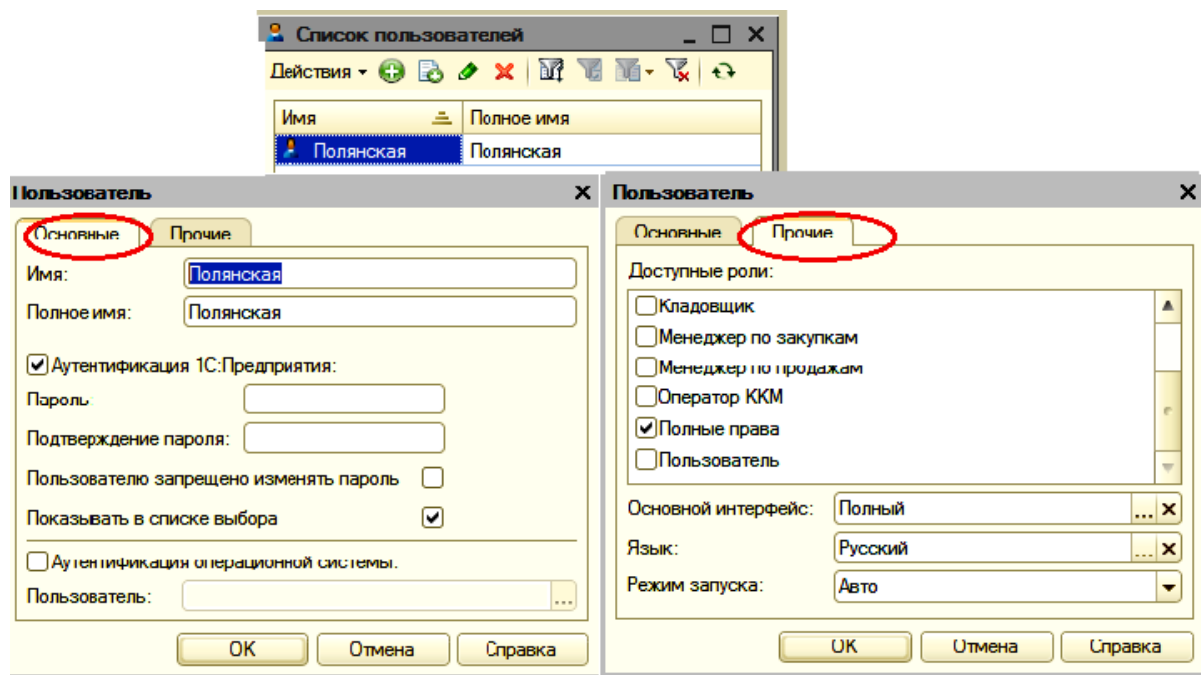 Список пользователей
Действия
Имя Полное имя
Полянская Полянская
Пользователь
Основные Прочие
Имя: Полянская
Полное имя: Полянская
Аутентификация 1С:Предприятия:
Пароль
Подтверждение пароля:
Пользователю запрещено изменять пароль
Показывать в списке выбора
Аутентификация операционной системы:
Пользователь: ...
ОК Отмена Справка
Пользователь
Основные Прочие
Доступные роли:
Кладовщик
Менеджер по закупкам
Менеджер по продажам
Оператор ККМ
Полные права
Пользователь
Основной интерфейс: Полный ...
Язык: Русский ...
Режим запуска: Авто
ОК Отмена Справка